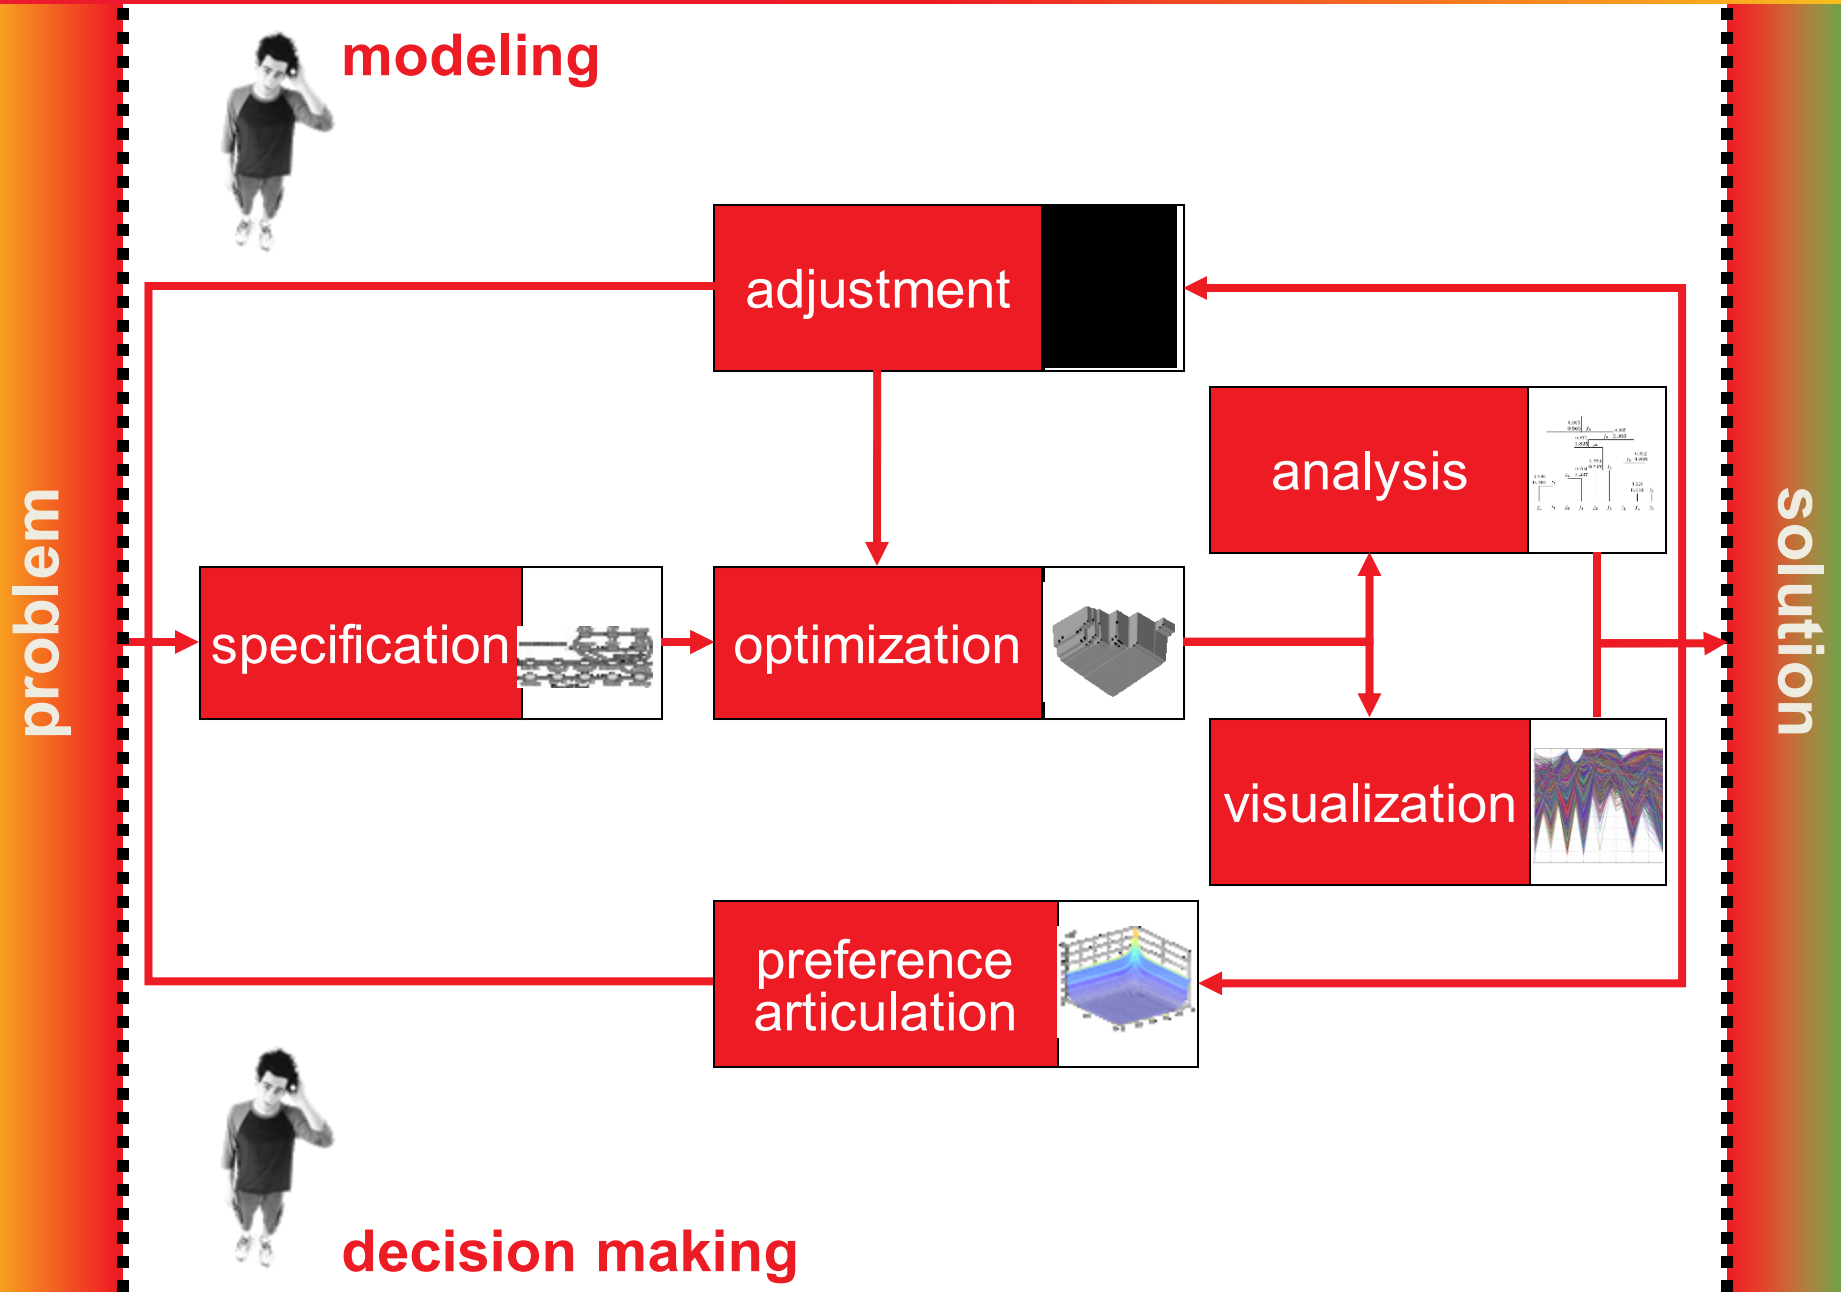 modeling
adjustment
analysis
problem
specification
optimization
solution
visualization
preference
articulation
decision making